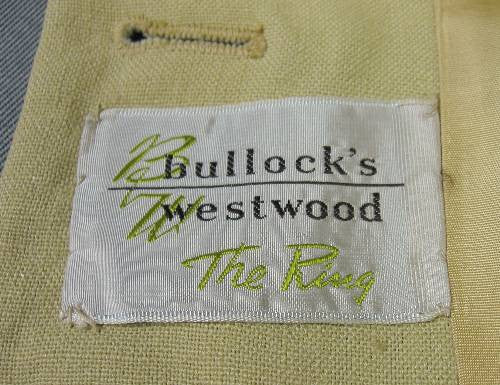 B bullock's
W westwood
The Ring